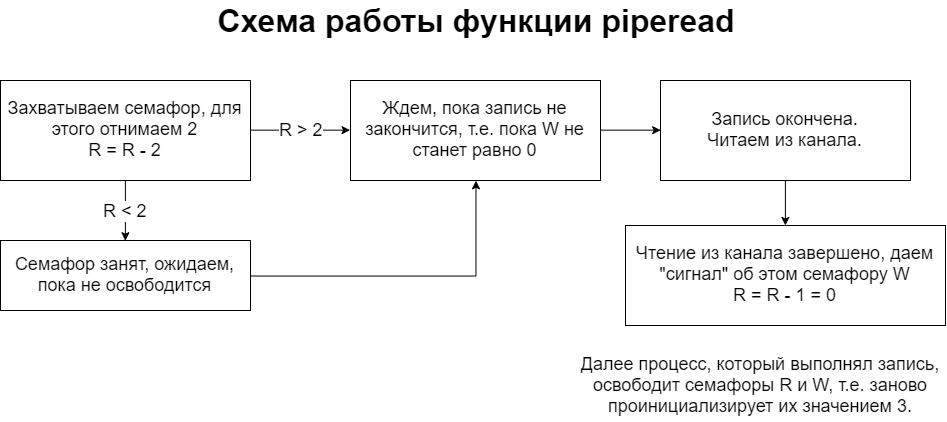 Схема работы функции piperead
Захватываем семафор, для
этого отнимаем 2
R = R - 2
R > 2
Ждем, пока запись не
закончится, т.е. пока W не
станет равно 0
Запись окончена.
Читаем из канала.
R < 2
Семафор занят, ожидаем,
пока не освободится
Чтение из канала завершено, даем
"сигнал" об этом семафору W
R = R - 1 = 0
Далее процесс, который выполнял запись,
освободит семафоры R и W, т.е. заново
проинициализирует их значением 3.